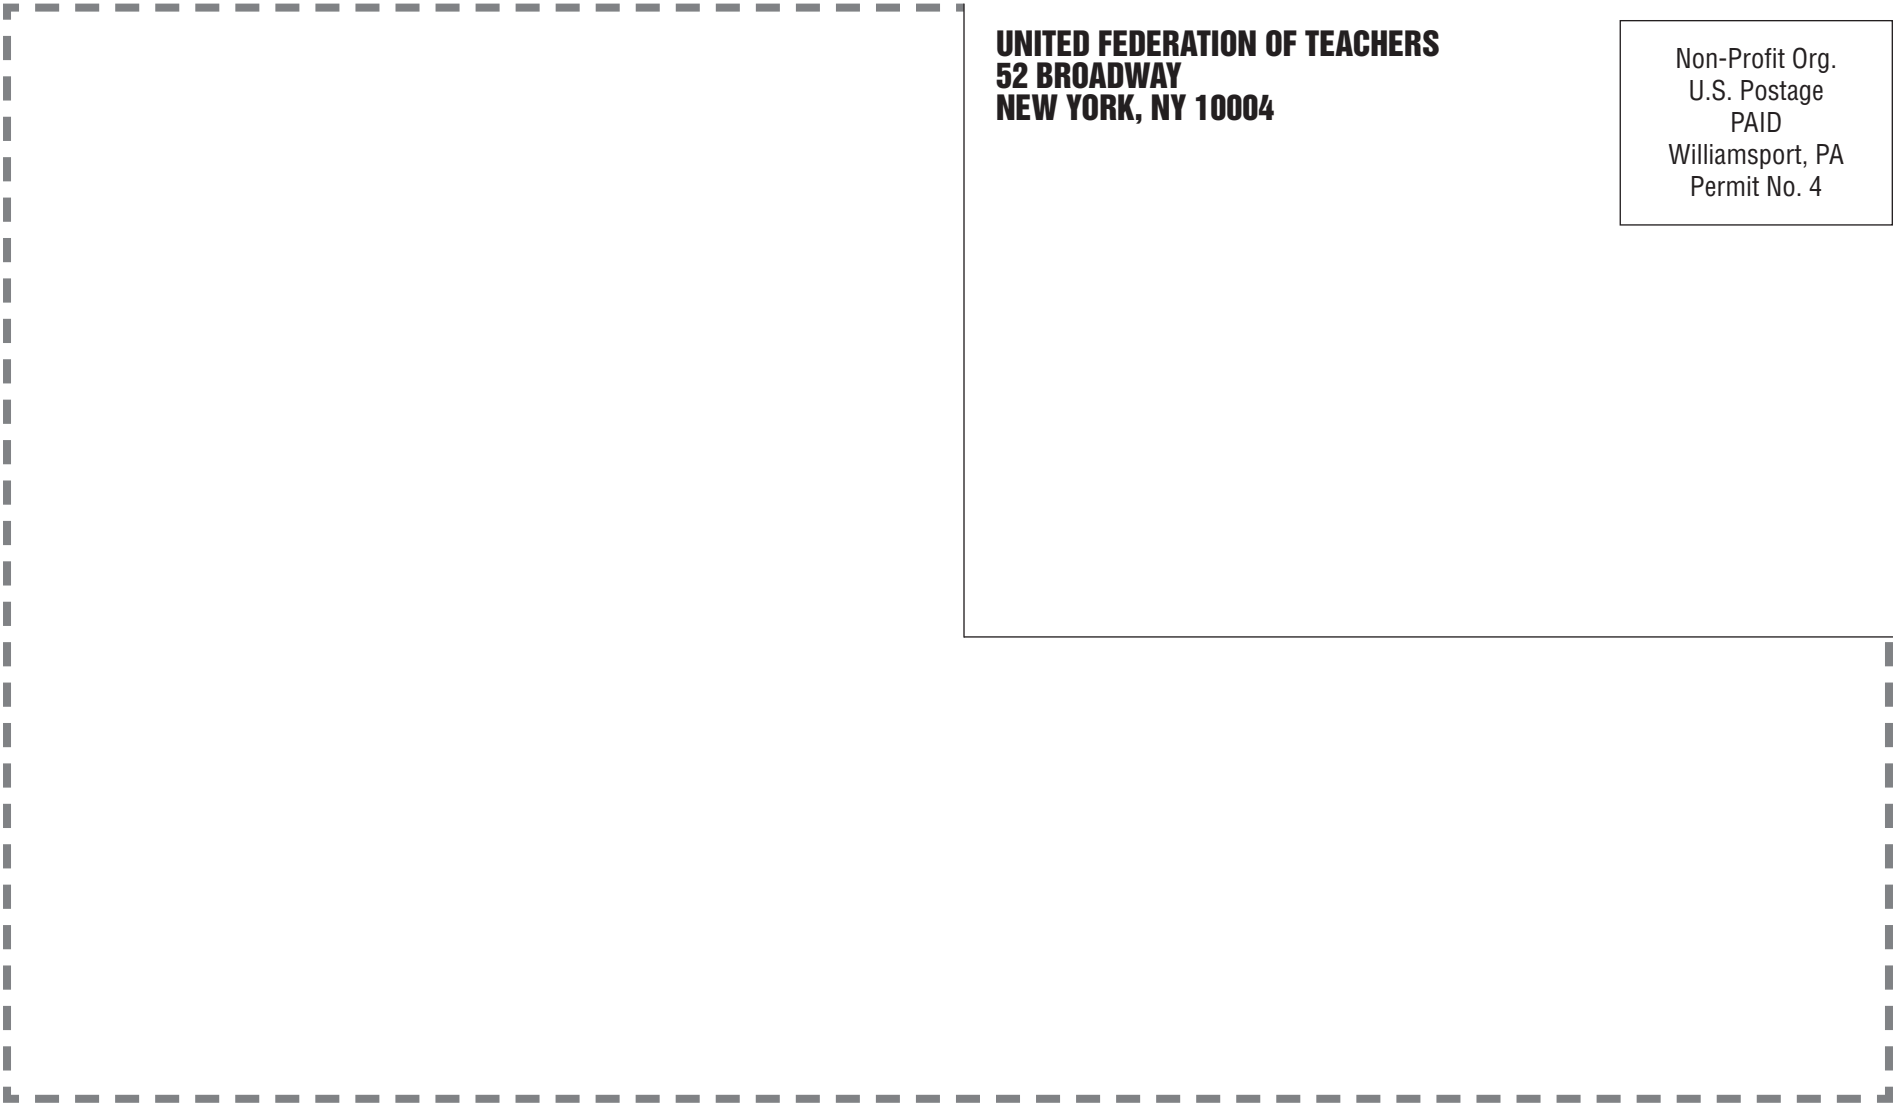 UNITED FEDERATION OF TEACHERS
52 BROADWAY
NEW YORK, NY 10004
Non-Profit Org.
U.S. Postage
PAID
Williamsport, PA
Permit No. 4